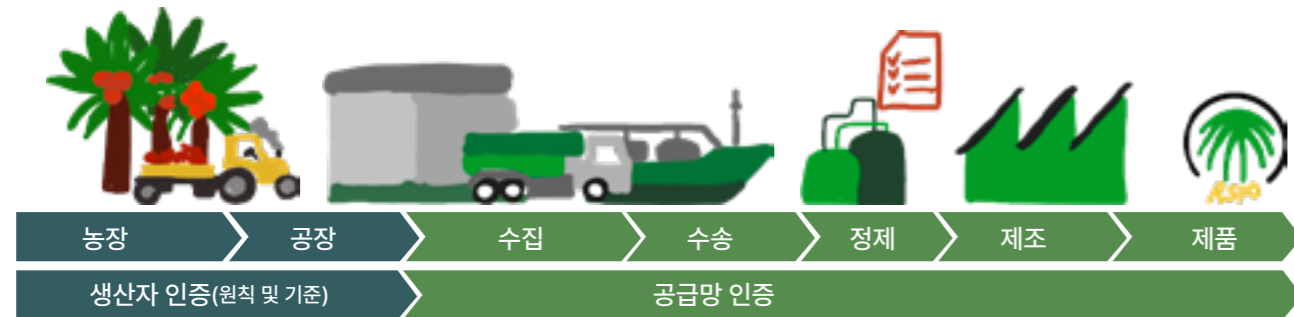 RSPO
농장 공장 수집 수송 정제 제조 제품
생산자 인증(원칙 및 기준) 공급망 인증